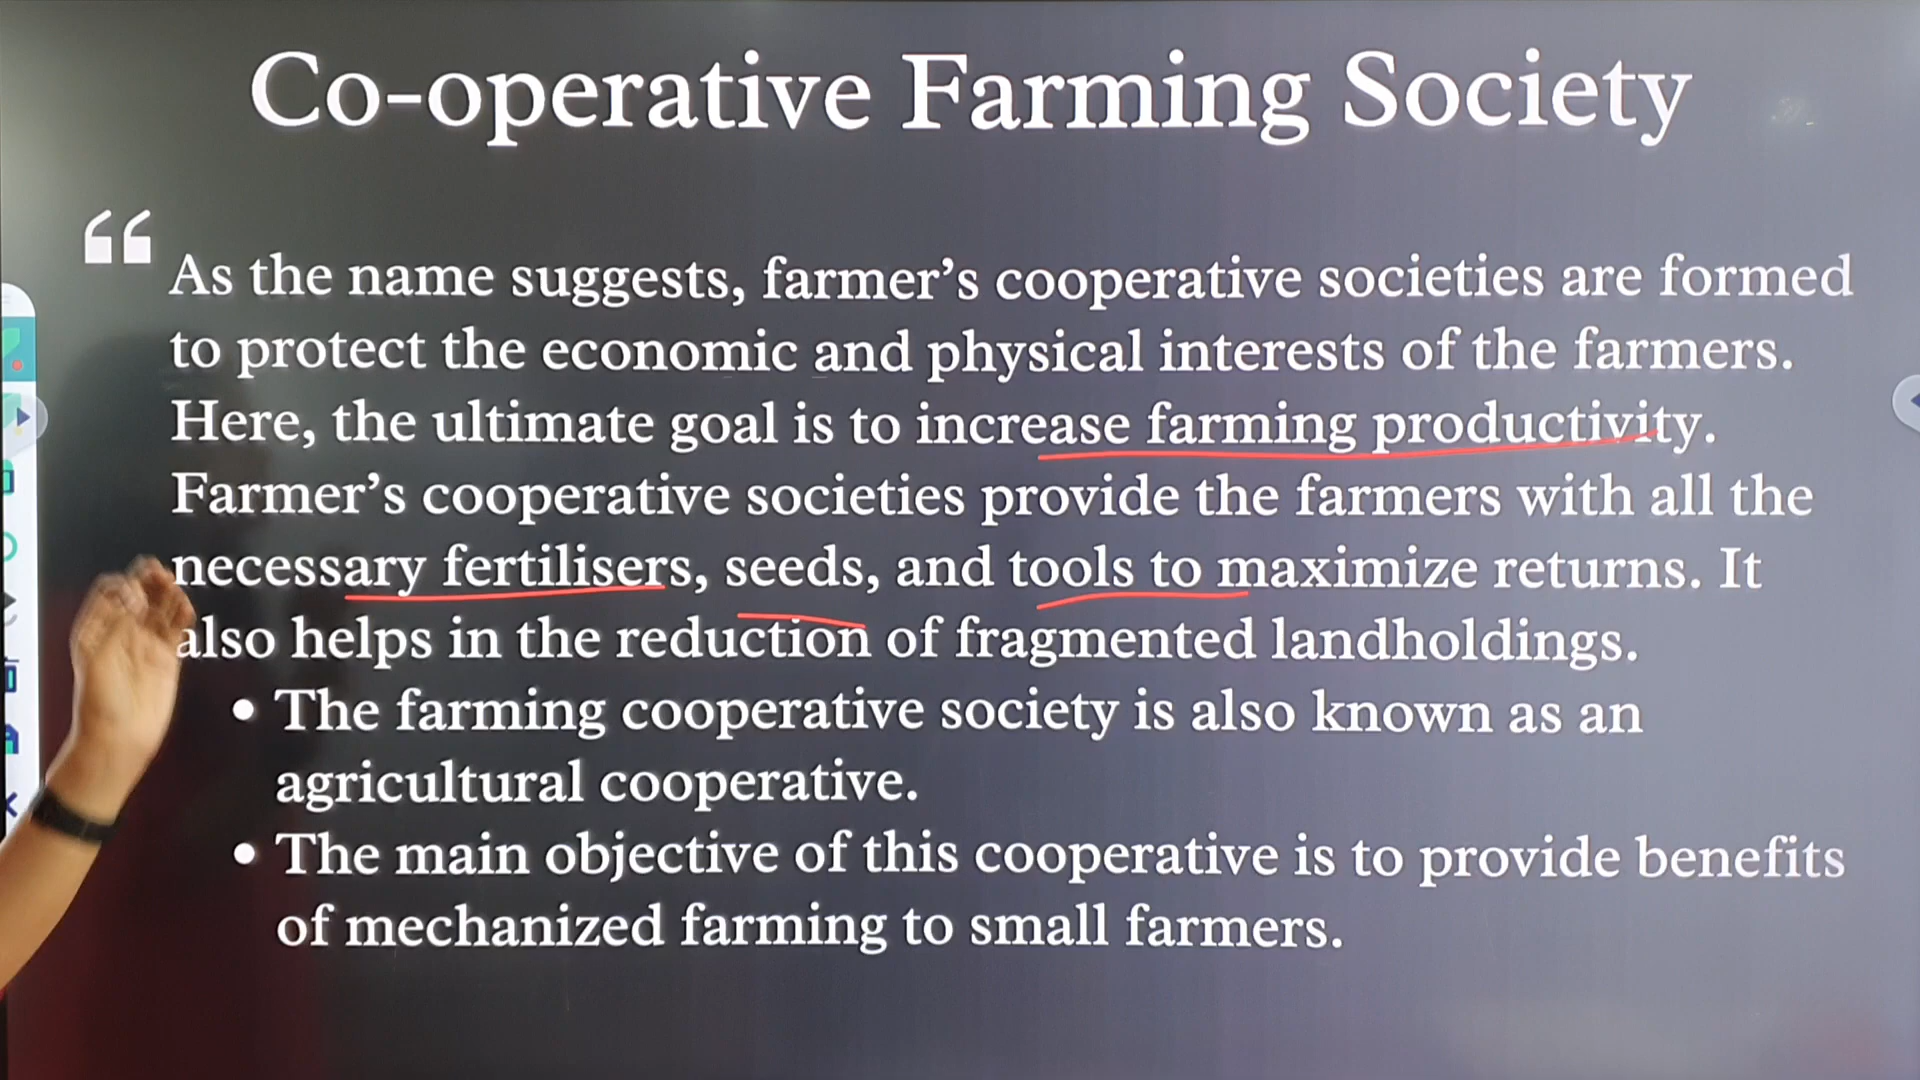 Co-operative Farming Society
“ As the name suggests, farmer’s cooperative societies are formed
to protect the economic and physical interests of the farmers.
Here, the ultimate goal is to increase farming productivity.
Farmer’s cooperative societies provide the farmers with all the
necessary fertilisers, seeds, and tools to maximize returns. It
also helps in the reduction of fragmented landholdings.
• The farming cooperative society is also known as an
agricultural cooperative.
• The main objective of this cooperative is to provide benefits
of mechanized farming to small farmers.